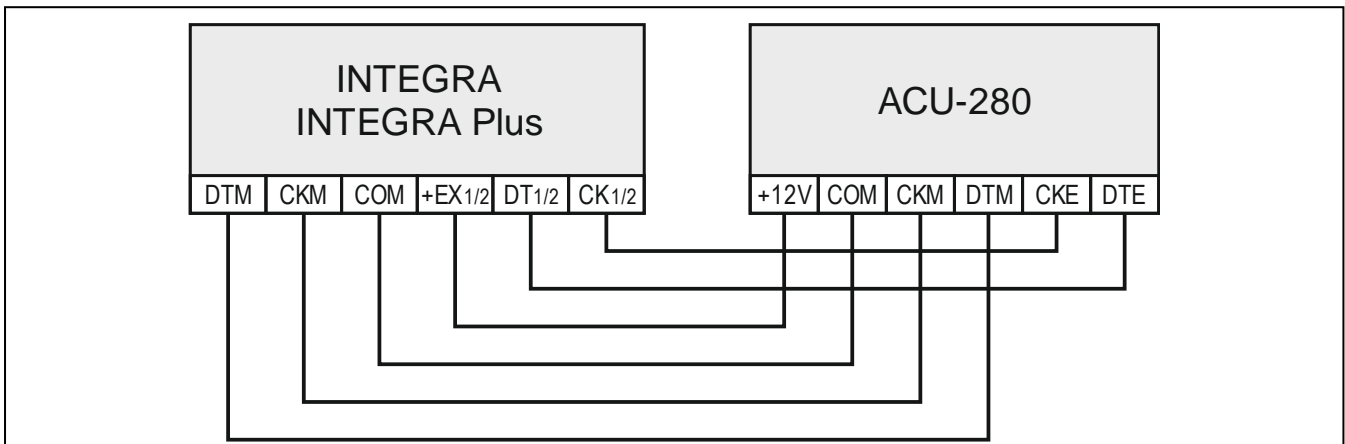 INTEGRA
INTEGRA Plus
DTM CKM COM +EX1/2 DT1/2 CK1/2
ACU-280
+12V COM CKM DTM CKE DTE